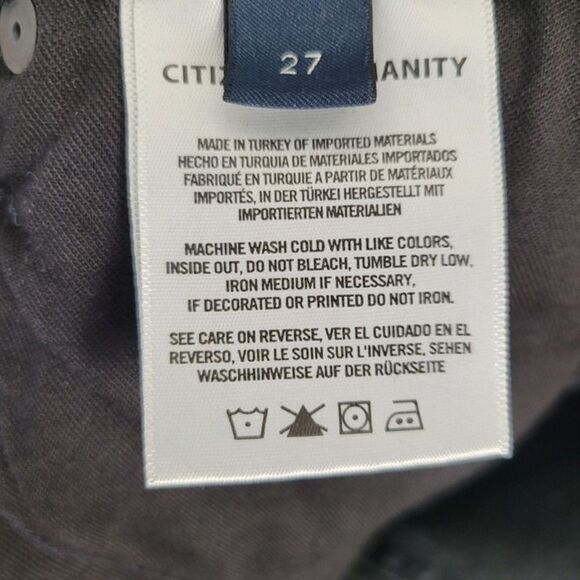 27
CITIZ ANITY
MADE IN TURKEY OF IMPORTED MATERIALS
HECHO EN TURQUIA DE MATERIALES IMPORTADOS
FABRIQUÉ EN TURQUIE A PARTIR DE MATÉRIAUX
IMPORTÉS, IN DER TÜRKEI HERGESTELLT MIT
IMPORTIERTEN MATERIALIEN
MACHINE WASH COLD WITH LIKE COLORS,
INSIDE OUT, DO NOT BLEACH, TUMBLE DRY LOW,
IRON MEDIUM IF NECESSARY,
IF DECORATED OR PRINTED DO NOT IRON.
SEE CARE ON REVERSE, VER EL CUIDADO EN EL
REVERSO, VOIR LE SOIN SUR L'INVERSE, SEHEN
WASCHHINWEISE AUF DER RÜCKSEITE